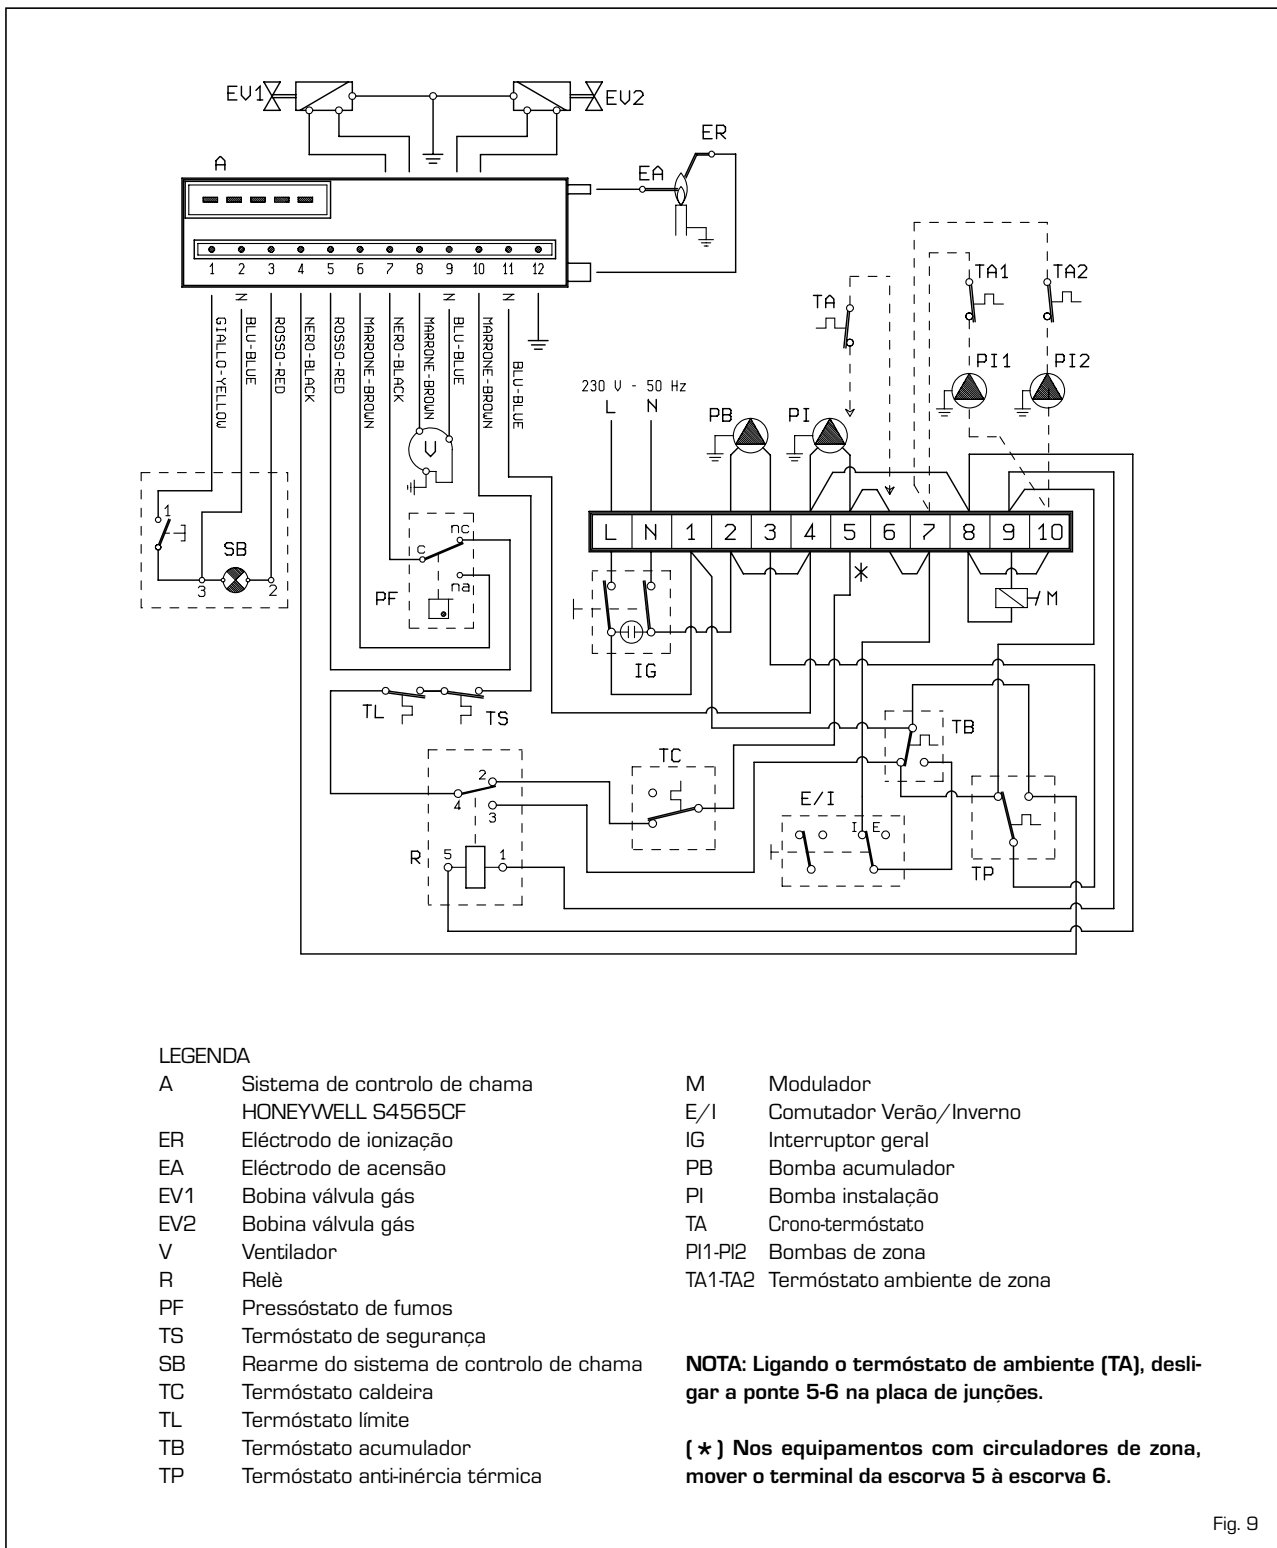 EV1
EV2
A
ER
EA
1 2 3 4 5 6 7 8 9 10 11 12
N N N
GIALLO-YELLOW
BLU-BLUE
ROSSO-RED
NERO-BLACK
ROSSO-RED
MARRONE-BROWN
NERO-BLACK
MARRONE-BROWN
BLU-BLUE
MARRONE-BROWN
BLU-BLUE
TA
TA1
TA2
PI1
PI2
230 V - 50 Hz
L N
PB
PI
V
L N 1 2 3 4 5 6 7 8 9 10
*
1
SB
3 2
nc
c
na
PF
M
IG
TL
TS
TB
TC
2
4
3
R 5 1
E/I
I E
TP
LEGENDA
A Sistema de controlo de chama
HONEYWELL S4565CF
ER Eléctrodo de ionização
EA Eléctrodo de acensão
EV1 Bobina válvula gás
EV2 Bobina válvula gás
V Ventilador
R Relè
PF Pressóstato de fumos
TS Termóstato de segurança
SB Rearme do sistema de controlo de chama
TC Termóstato caldeira
TL Termóstato límite
TB Termóstato acumulador
TP Termóstato anti-inércia térmica
M Modulador
E/I Comutador Verão/Inverno
IG Interruptor geral
PB Bomba acumulador
PI Bomba instalação
TA Crono-termóstato
PI1-PI2 Bombas de zona
TA1-TA2 Termóstato ambiente de zona
NOTA: Ligando o termóstato de ambiente (TA), desli-
gar a ponte 5-6 na placa de junções.
(*) Nos equipamentos com circuladores de zona,
mover o terminal da escorva 5 à escorva 6.
Fig. 9